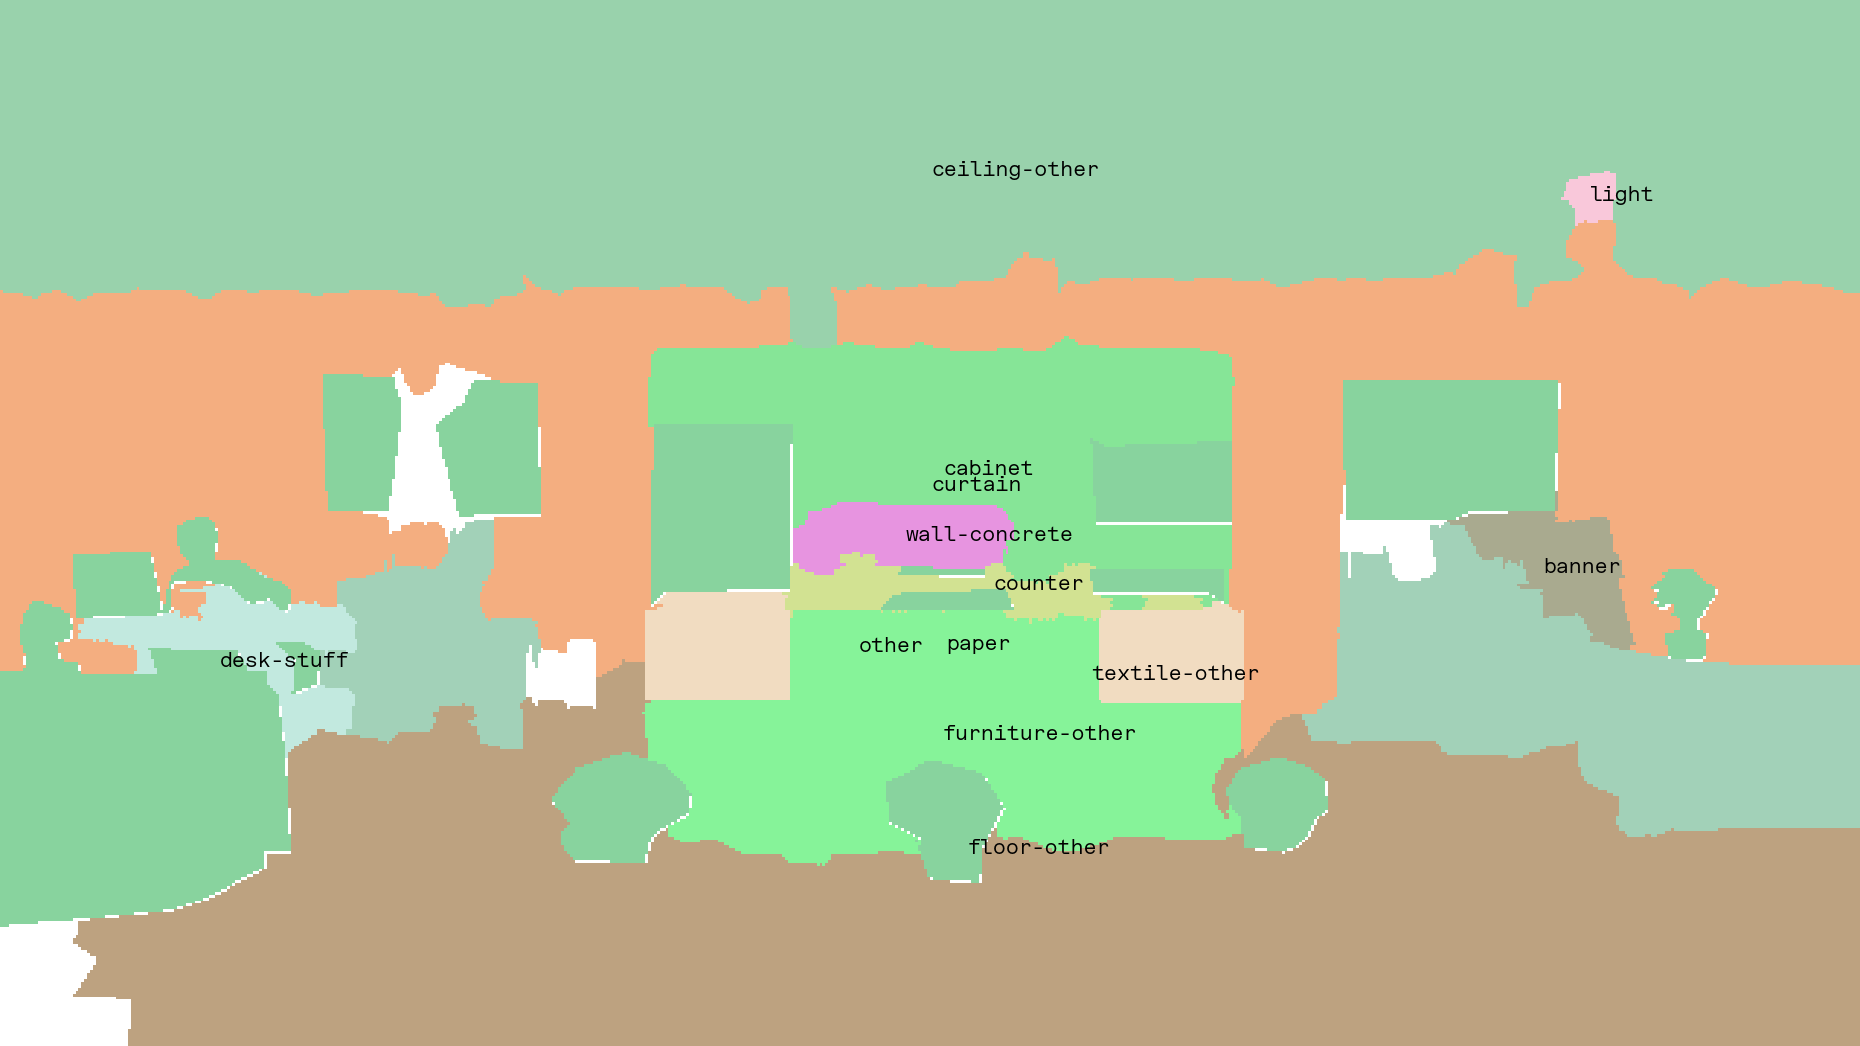 ceiling-other
light
cabinet
curtain
wall-concrete
banner
counter
other
paper
desk-stuff
textile-other
furniture-other
floor-other